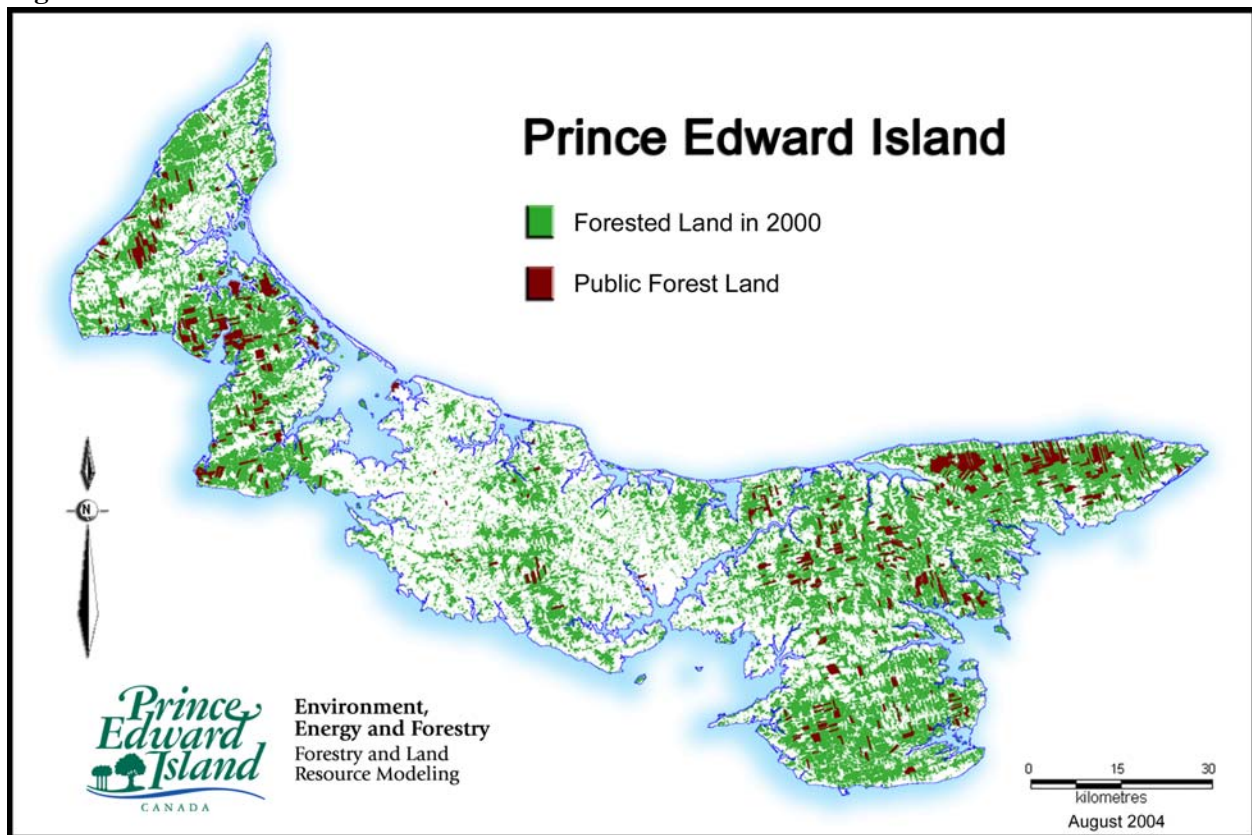 Prince Edward Island
Forested Land in 2000
Public Forest Land
N
Prince
Edward
Island
CANADA
Environment,
Energy and Forestry
Forestry and Land
Resource Modeling
0 15 30
kilometres
August 2004